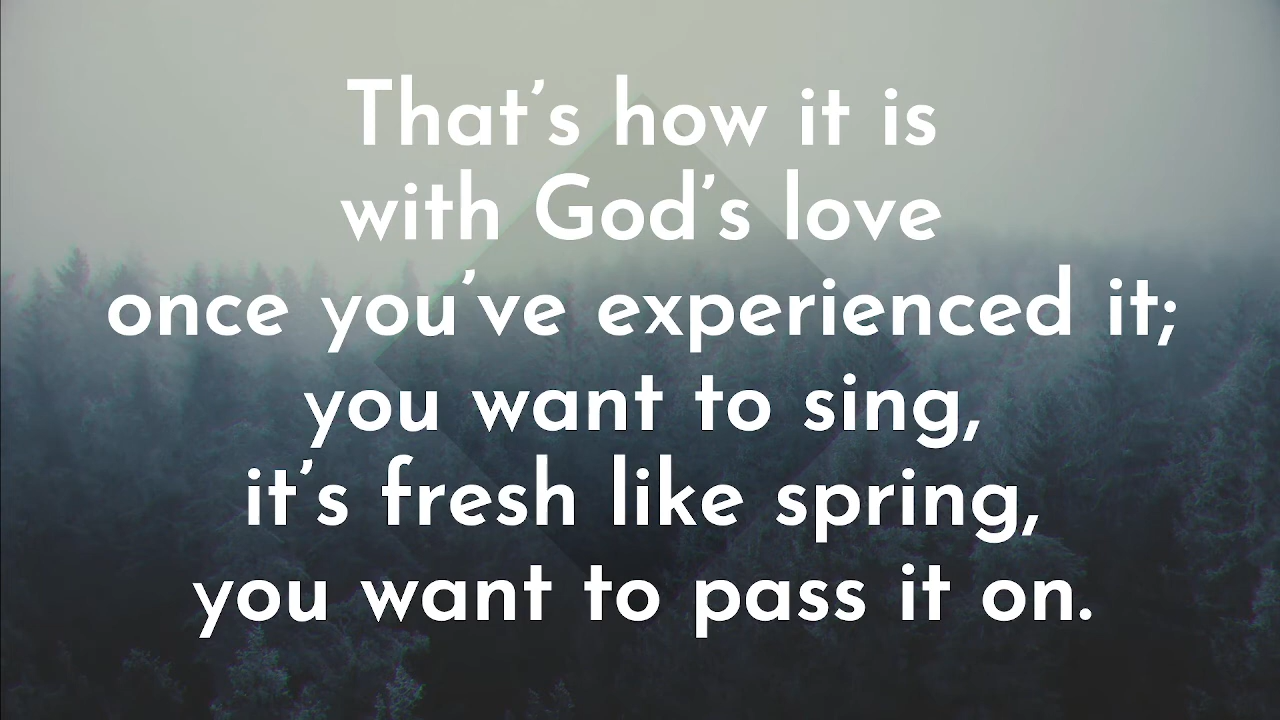 That's how it is
with God's love
once you've experienced it;
you want to sing,
it's fresh like spring,
you want to pass it on.